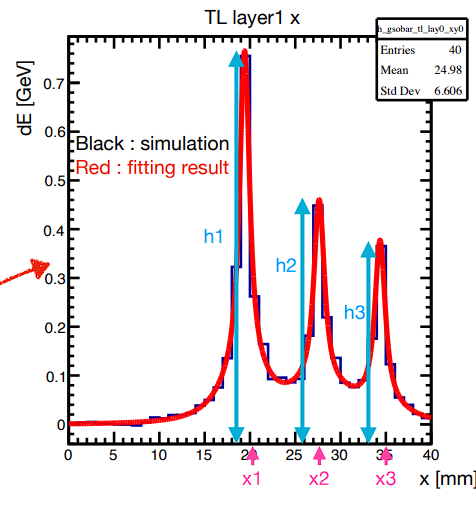 TL layer1 x
h_gsobar_tl_lay0_xy0
Entries 40
Mean 24.98
Std Dev 6.606
dE [GeV]
0.7
0.6
0.5
0.4
0.3
0.2
0.1
0
Black : simulation
Red : fitting result
h1
h2
h3
0 5 10 15 20 25 30 35 40
x1 x2 x3 x [mm]